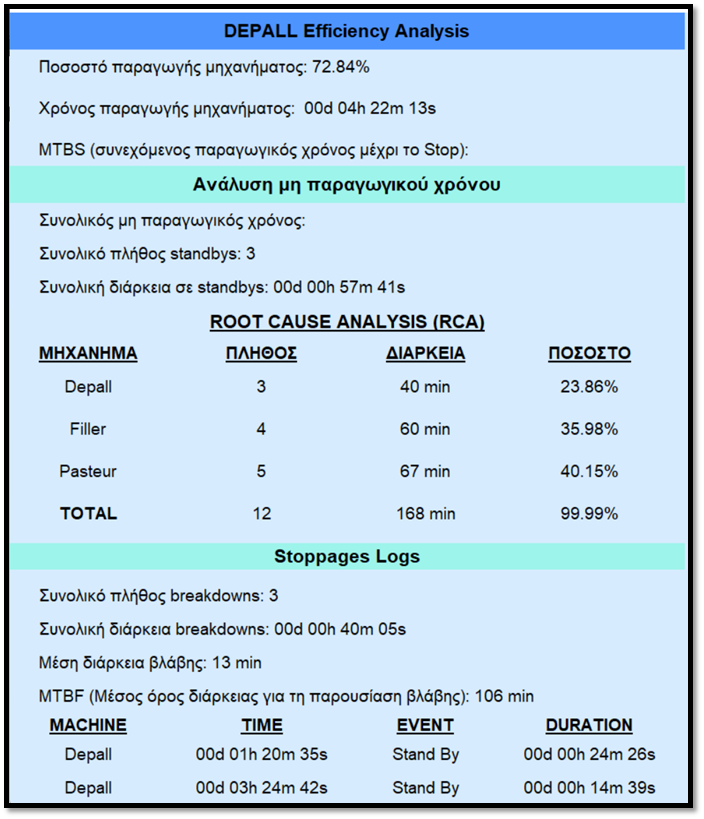 DEPALL Efficiency Analysis
Ποσοστό παραγωγής μηχανήματος: 72.84%
Χρόνος παραγωγής μηχανήματος: 00d 04h 22m 13s
MTBS (συνεχόμενος παραγωγικός χρόνος μέχρι το Stop):
Ανάλυση μη παραγωγικού χρόνου
Συνολικός μη παραγωγικός χρόνος:
Συνολικό πλήθος standbys: 3
Συνολική διάρκεια σε standbys: 00d 00h 57m 41s
ROOT CAUSE ANALYSIS (RCA)
ΜΗΧΑΝΗΜΑ ΠΛΗΘΟΣ ΔΙΑΡΚΕΙΑ ΠΟΣΟΣΤΟ
Depall 3 40 min 23.86%
Filler 4 60 min 35.98%
Pasteur 5 67 min 40.15%
TOTAL 12 168 min 99.99%
Stoppages Logs
Συνολικό πλήθος breakdowns: 3
Συνολική διάρκεια breakdowns: 00d 00h 40m 05s
Μέση διάρκεια βλάβης: 13 min
MTBF (Μέσος όρος διάρκειας για τη παρουσίαση βλάβης): 106 min
MACHINE TIME EVENT DURATION
Depall 00d 01h 20m 35s Stand By 00d 00h 24m 26s
Depall 00d 03h 24m 42s Stand By 00d 00h 14m 39s